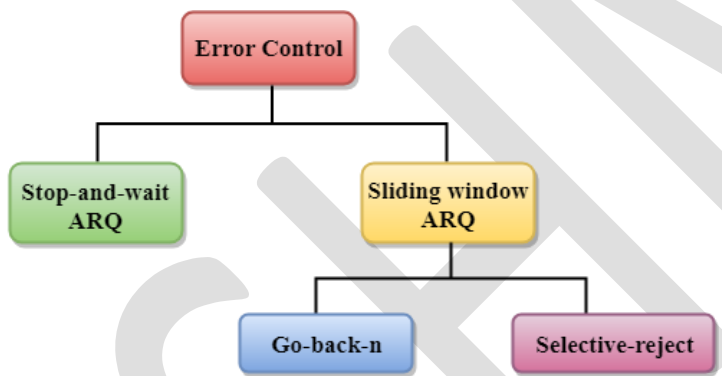 Error Control
Stop-and-wait
ARQ
Sliding window
ARQ
Go-back-n
Selective-reject